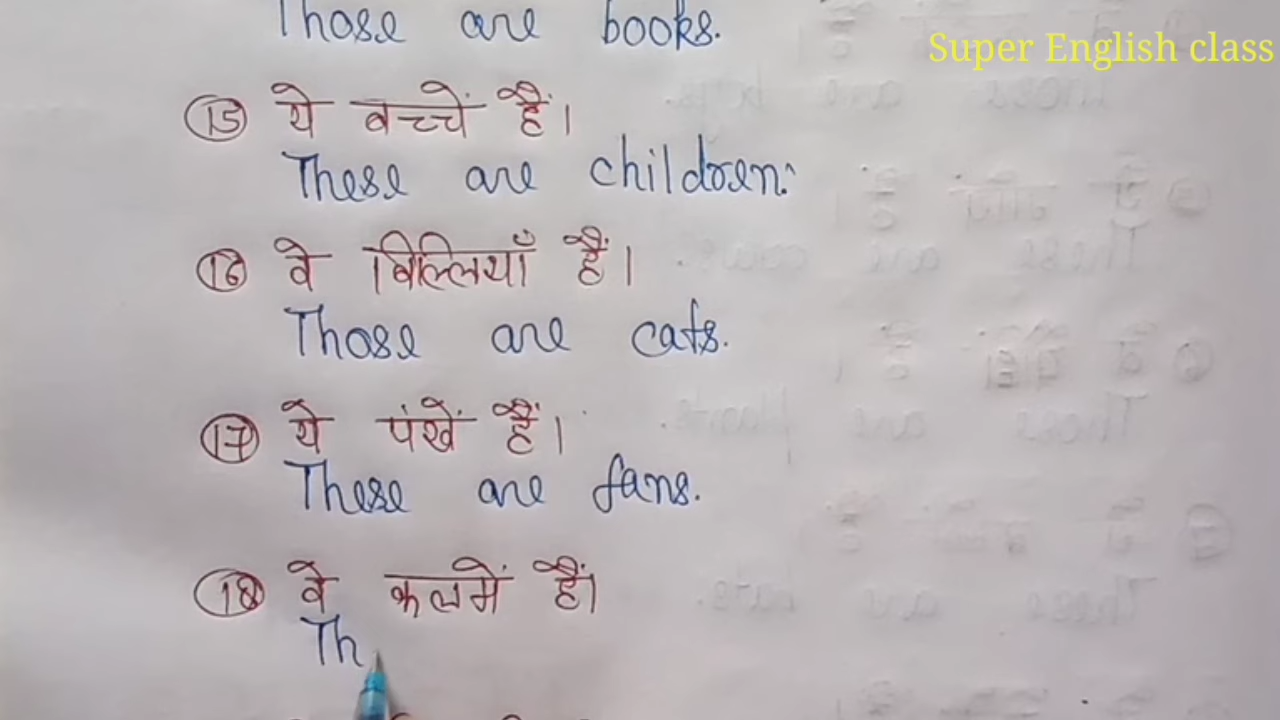 Those are books.
Super English class
(15) ये बच्चें हैं।
These are children.
(16) वे बिल्लियाँ हैं।
Those are cats.
(17) ये पंखें हैं।
These are fans.
(18) वे कलमें हैं।
Th